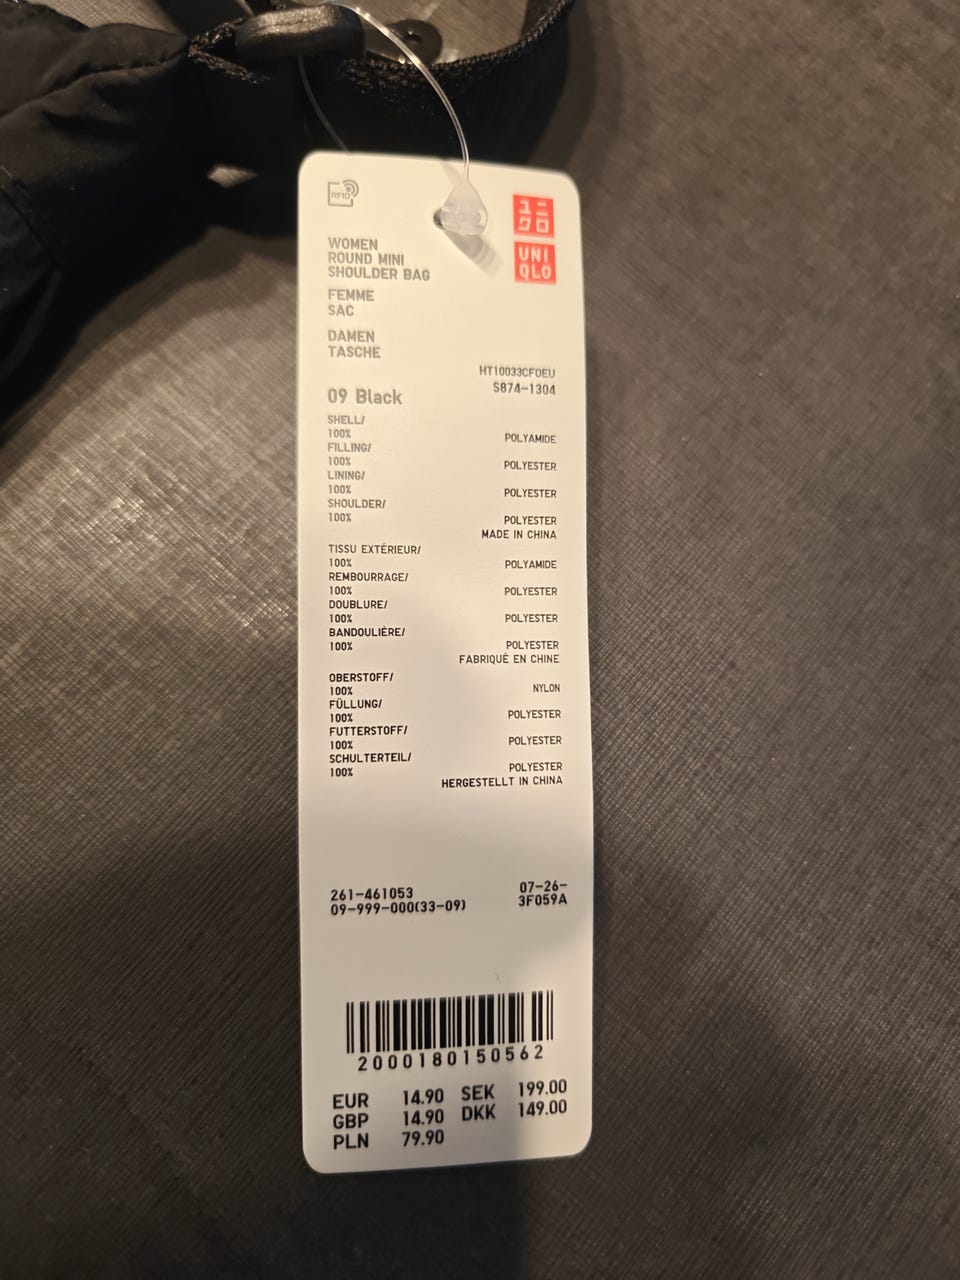 RFID
ユニ
クロ
UNI
QLO
WOMEN
ROUND MINI
SHOULDER BAG
FEMME
SAC
DAMEN
TASCHE
HT10033CF0EU
S874-1304
09 Black
SHELL/
100% POLYAMIDE
FILLING/
100% POLYESTER
LINING/
100% POLYESTER
SHOULDER/
100% POLYESTER
MADE IN CHINA
TISSU EXTÉRIEUR/
100% POLYAMIDE
REMBOURRAGE/
100% POLYESTER
DOUBLURE/
100% POLYESTER
BANDOULIÈRE/
100% POLYESTER
FABRIQUÉ EN CHINE
OBERSTOFF/
100% NYLON
FÜLLUNG/
100% POLYESTER
FUTTERSTOFF/
100% POLYESTER
SCHULTERTEIL/
100% POLYESTER
HERGESTELLT IN CHINA
261-461053 07-26-
09-999-000(33-09) 3F059A
2000180150562
EUR 14.90 SEK 199.00
GBP 14.90 DKK 149.00
PLN 79.90